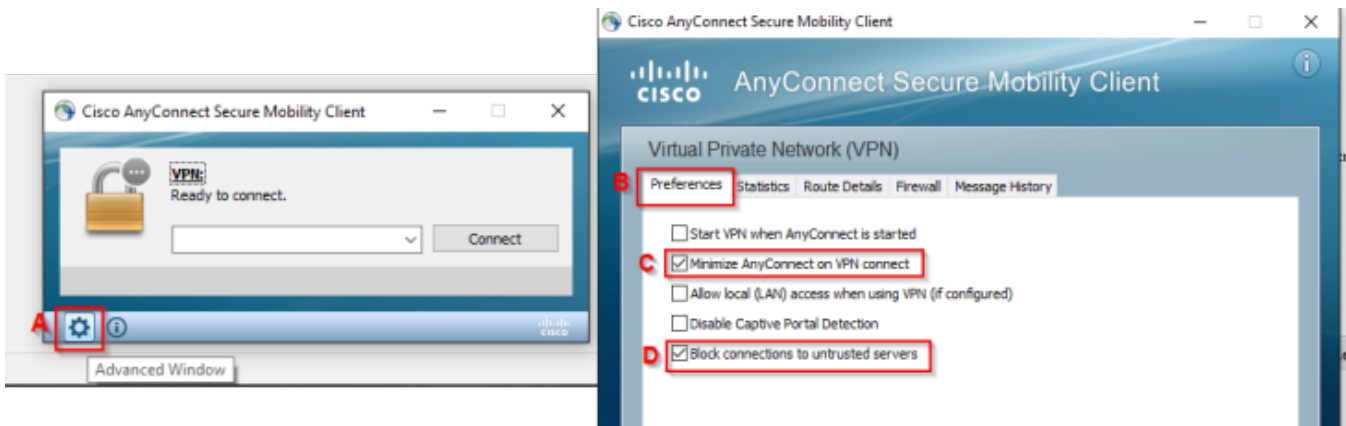 Cisco AnyConnect Secure Mobility Client
VPN:
Ready to connect.
Connect
A
CISCO
Advanced Window
Cisco AnyConnect Secure Mobility Client
CISCO
AnyConnect Secure Mobility Client
Virtual Private Network (VPN)
B Preferences Statistics Route Details Firewall Message History
Start VPN when AnyConnect is started
C Minimize AnyConnect on VPN connect
Allow local (LAN) access when using VPN (if configured)
Disable Captive Portal Detection
D Block connections to untrusted servers